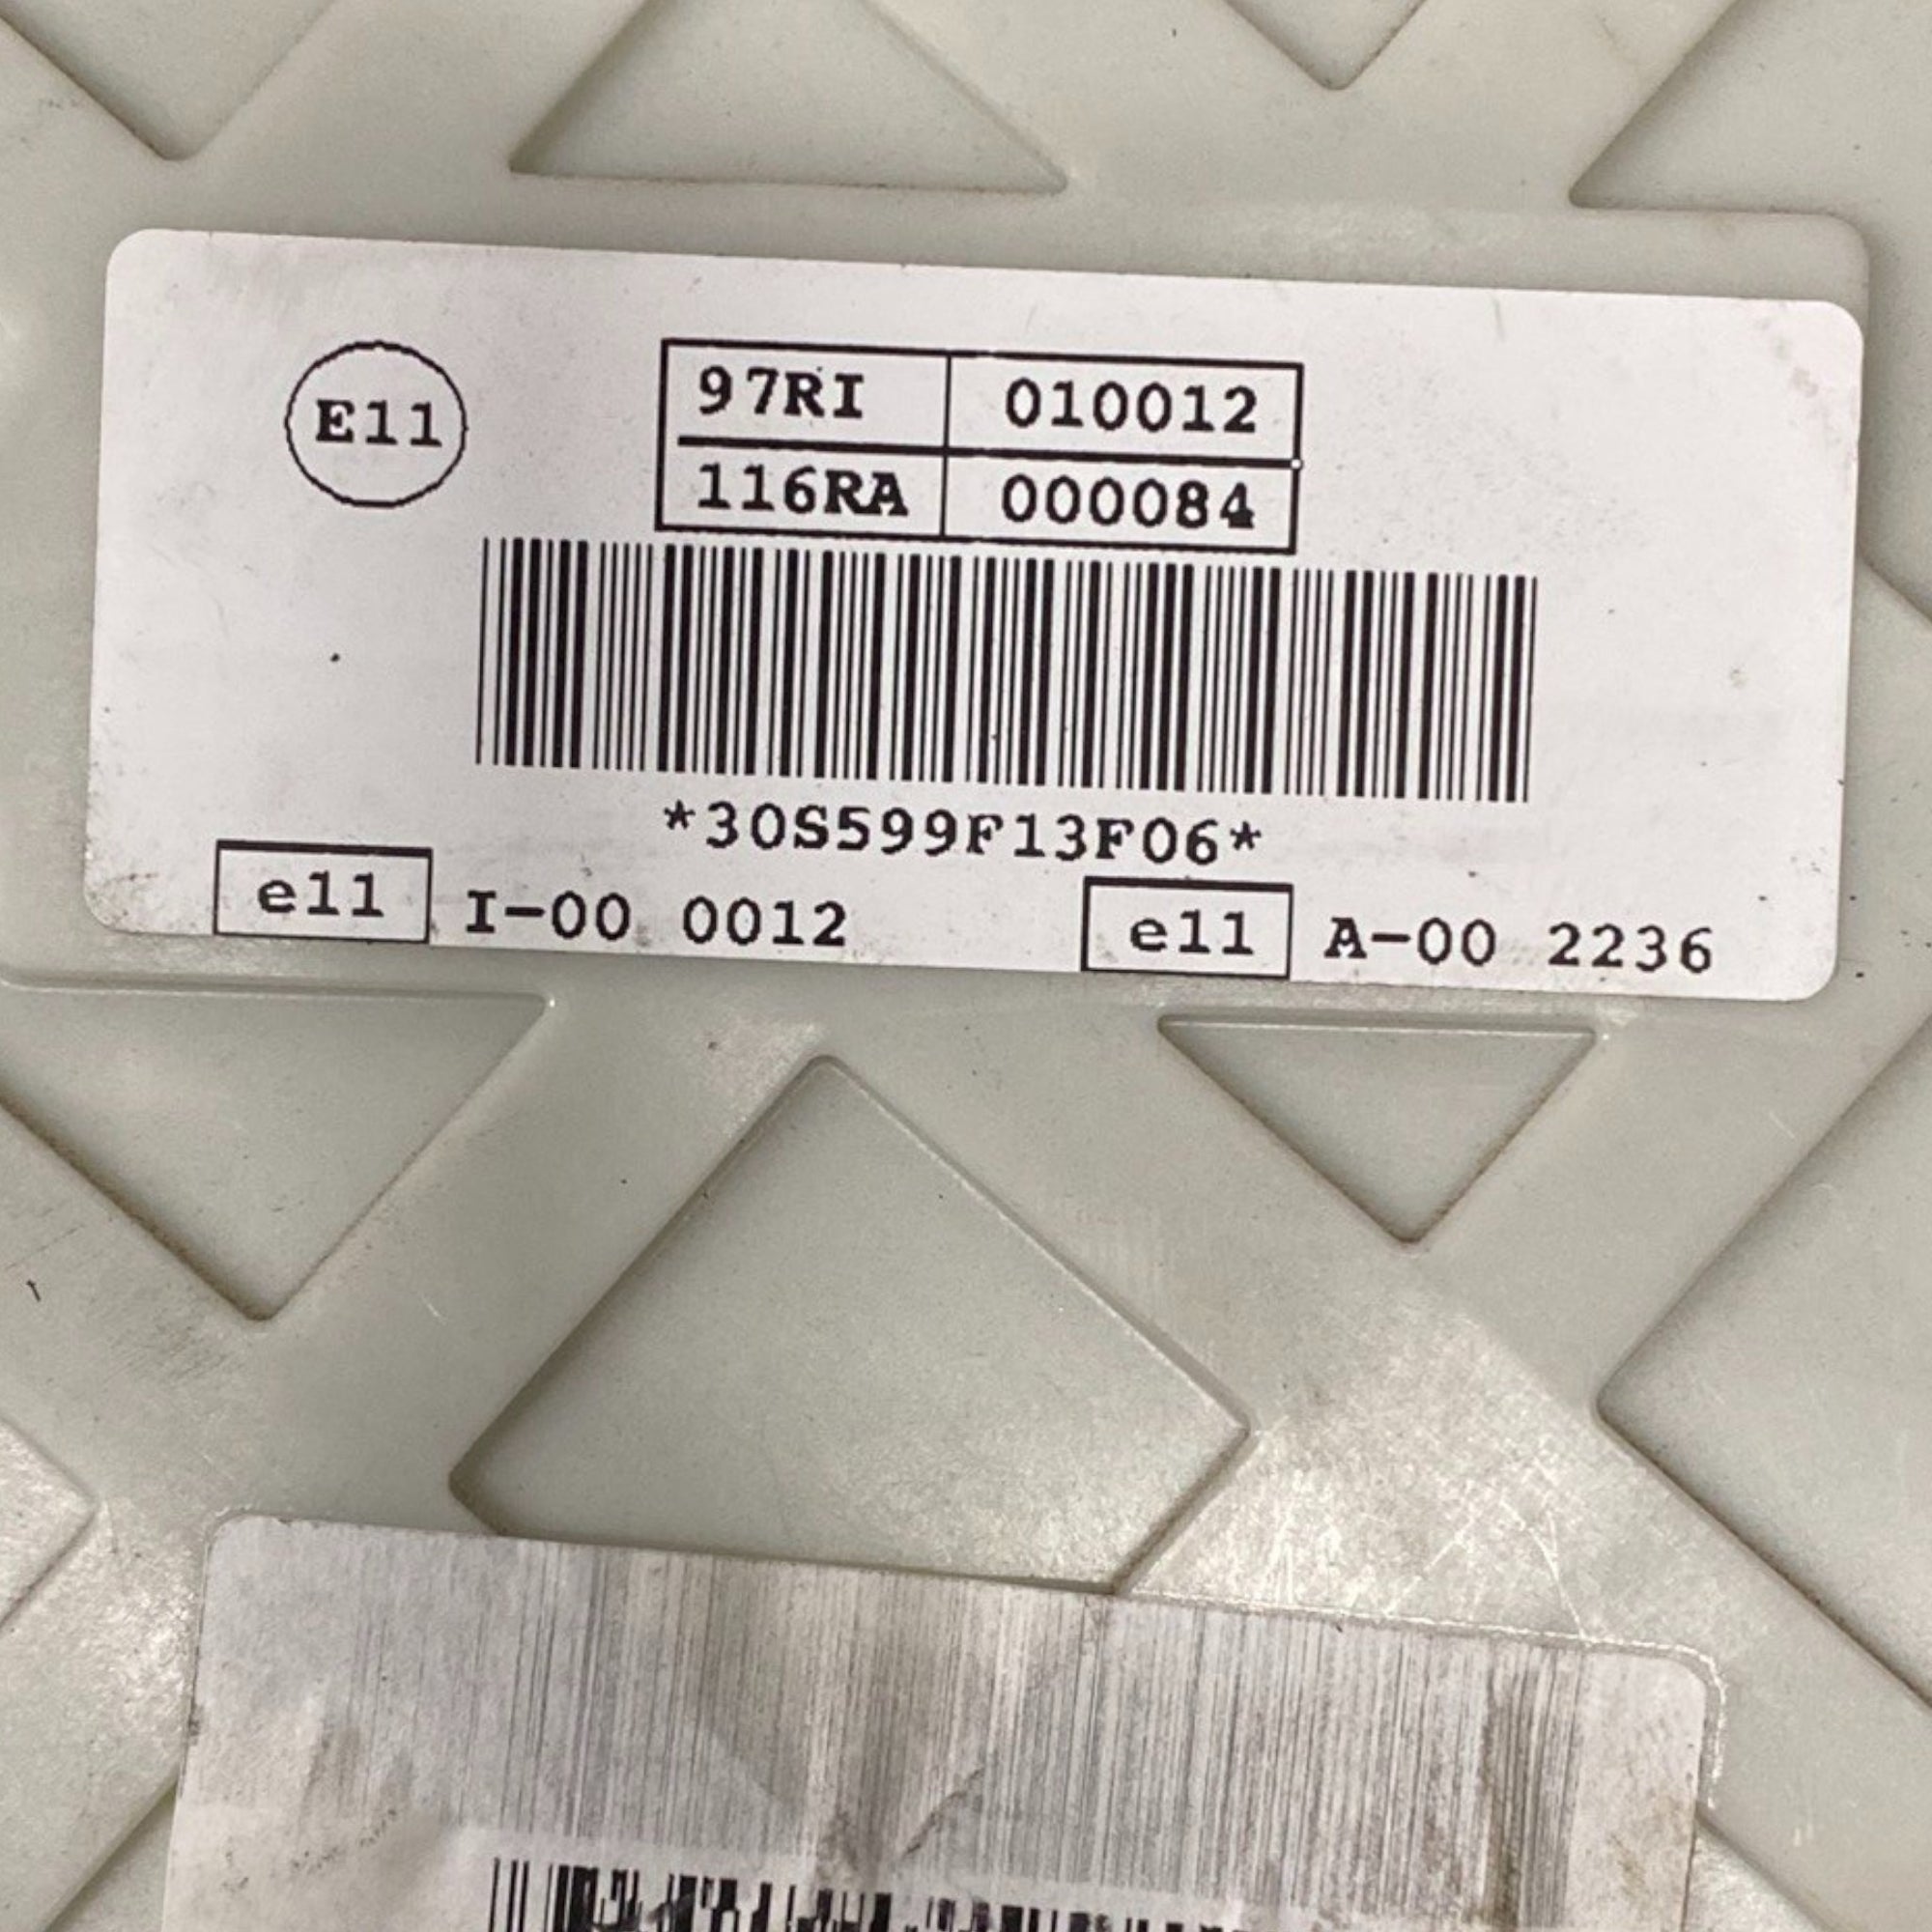 E11
97RI 010012
116RA 000084
*30S599F13F06*
e11 I-00 0012 e11 A-00 2236